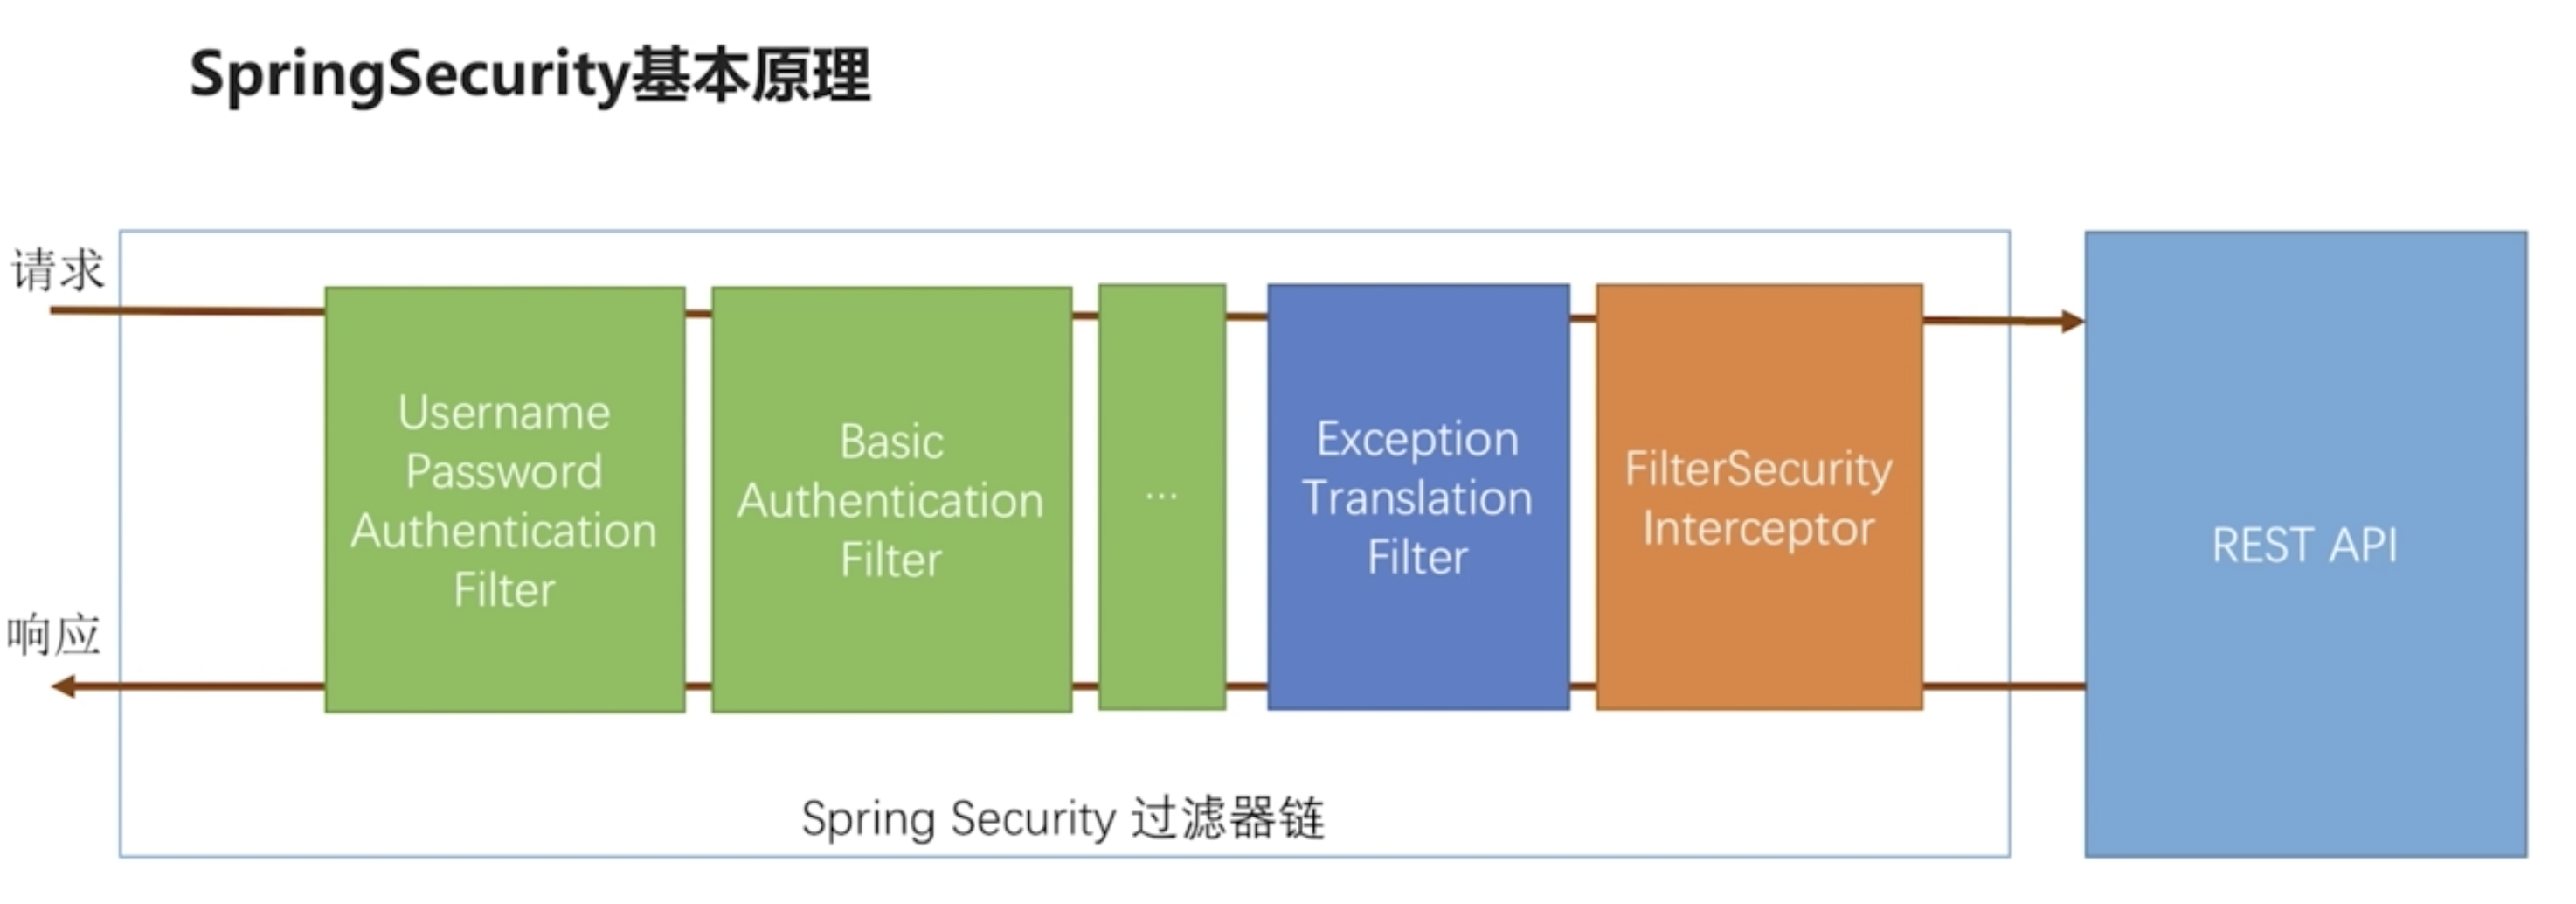 SpringSecurity基本原理
请求
Username
Password
Authentication
Filter
Basic
Authentication
Filter
...
Exception
Translation
Filter
FilterSecurity
Interceptor
REST API
响应
Spring Security 过滤器链